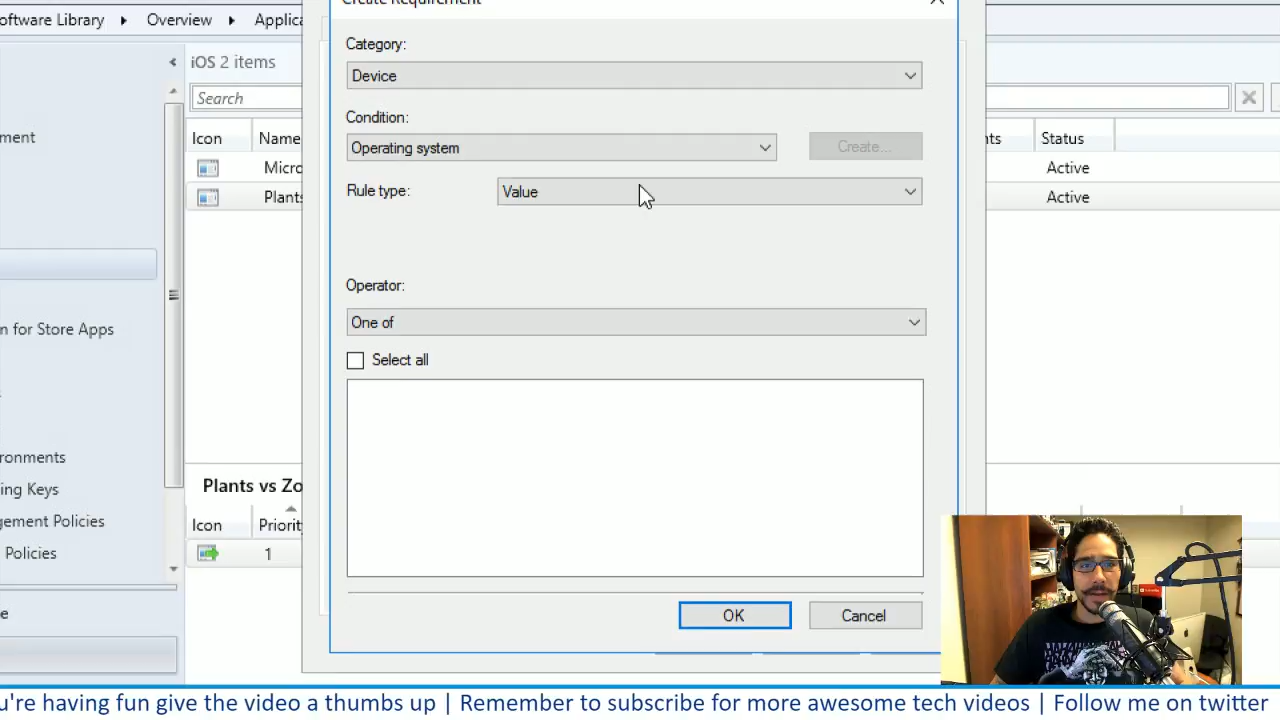 Create Requirement
oftware Library
Overview
Applica
iOS 2 items
Search
Icon
Name
Micro
Plants
nts
Status
Active
Active
ment
n for Store Apps
ronments
ing Keys
gement Policies
Policies
e
Plants vs Zo
Icon
Priority
1
Category:
Device
Condition:
Operating system
Create...
Rule type:
Value
Operator:
One of
Select all
OK
Cancel
u're having fun give the video a thumbs up | Remember to subscribe for more awesome tech videos | Follow me on twitter